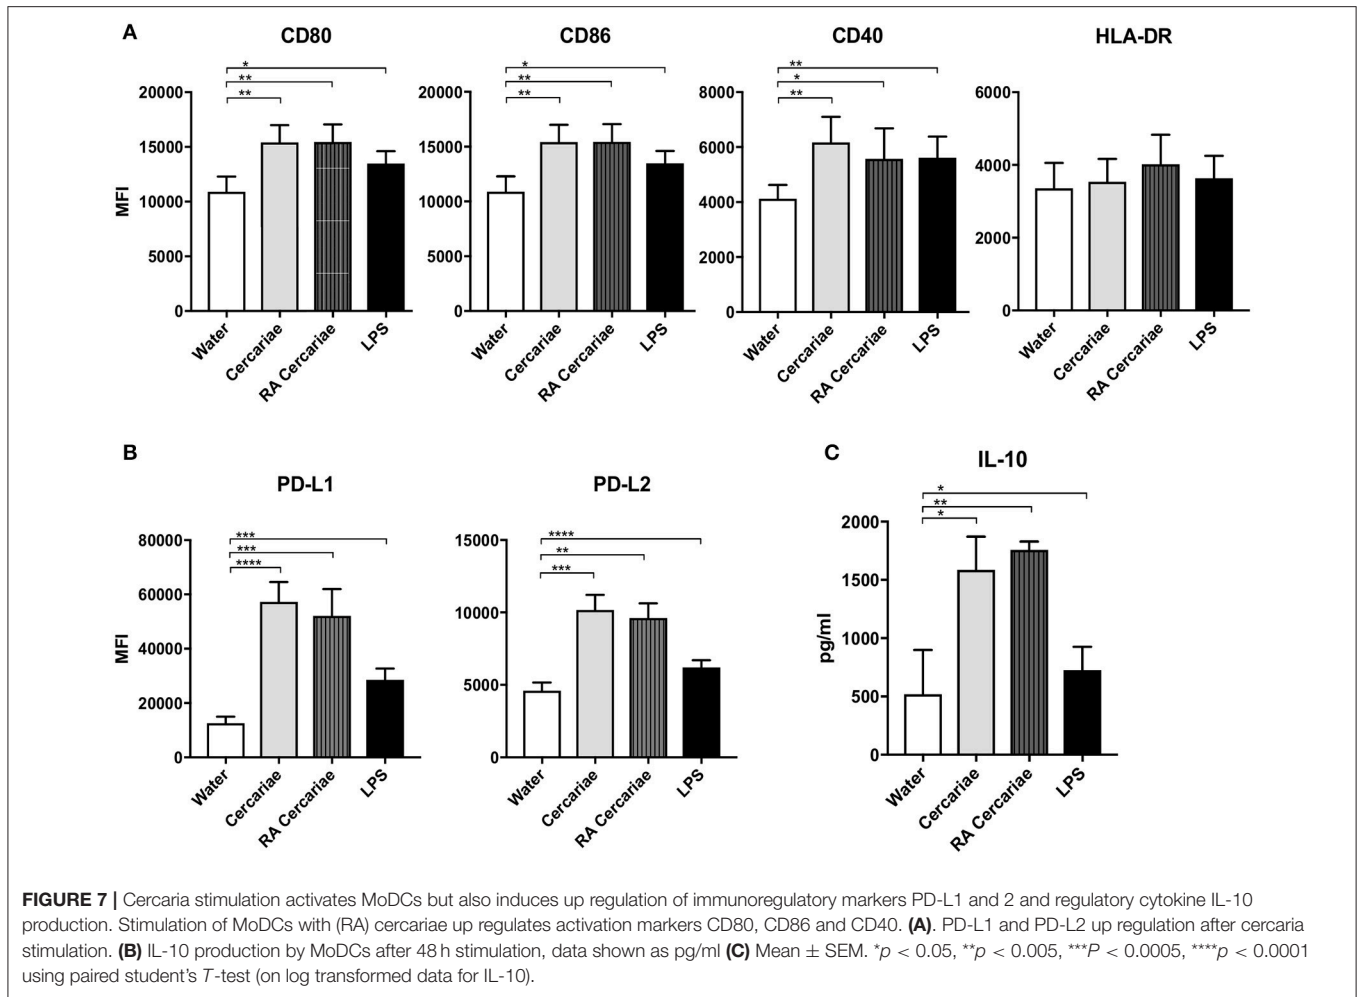 A
CD80
CD86
CD40
HLA-DR
*
**
**
*
**
**
**
*
**
MFI
20000
15000
10000
5000
0
20000
15000
10000
5000
0
8000
6000
4000
2000
0
6000
4000
2000
0
Water
Cercariae
RA Cercariae
LPS
Water
Cercariae
RA Cercariae
LPS
Water
Cercariae
RA Cercariae
LPS
Water
Cercariae
RA Cercariae
LPS
B
PD-L1
PD-L2
***
***
****
****
**
***
MFI
80000
60000
40000
20000
0
15000
10000
5000
0
Water
Cercariae
RA Cercariae
LPS
Water
Cercariae
RA Cercariae
LPS
C
IL-10
*
**
*
pg/ml
2000
1500
1000
500
0
Water
Cercariae
RA Cercariae
LPS
FIGURE 7 | Cercaria stimulation activates MoDCs but also induces up regulation of immunoregulatory markers PD-L1 and 2 and regulatory cytokine IL-10
production. Stimulation of MoDCs with (RA) cercariae up regulates activation markers CD80, CD86 and CD40. (A). PD-L1 and PD-L2 up regulation after cercaria
stimulation. (B) IL-10 production by MoDCs after 48 h stimulation, data shown as pg/ml (C) Mean ± SEM. *p < 0.05, **p < 0.005, ***P < 0.0005, ****p < 0.0001
using paired student's T-test (on log transformed data for IL-10).